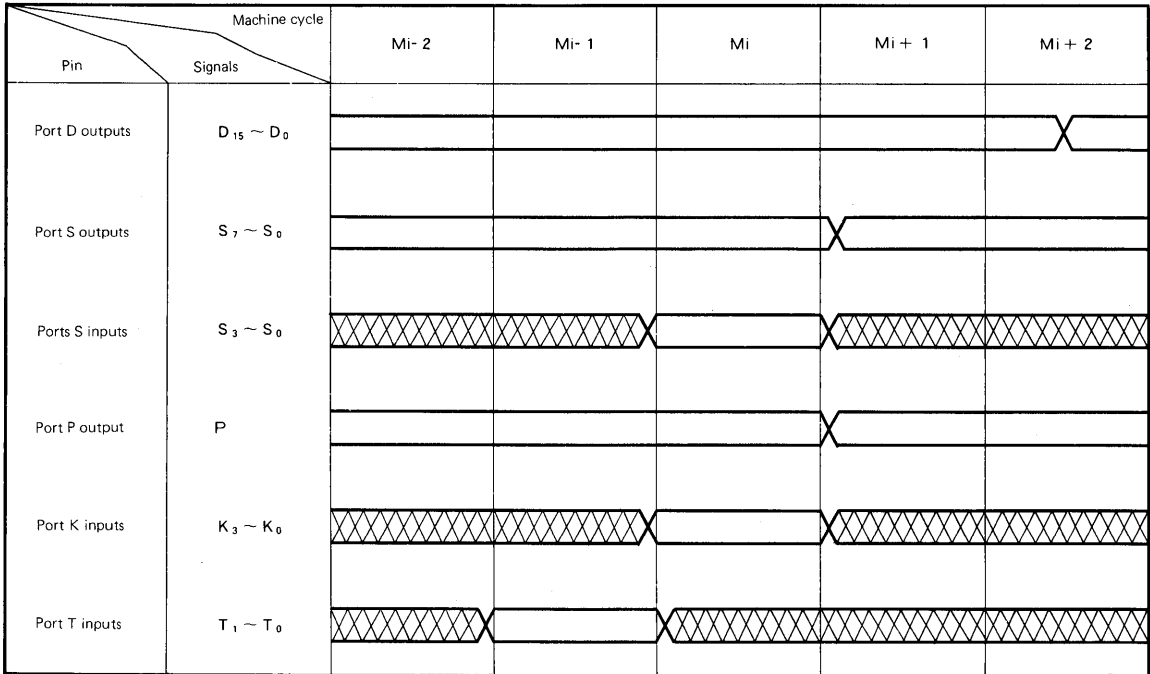 Machine cycle
Pin Signals Mi- 2 Mi- 1 Mi Mi + 1 Mi + 2
Port D outputs D₁₅ ~ D₀
Port S outputs S₇ ~ S₀
Ports S inputs S₃ ~ S₀
Port P output P
Port K inputs K₃ ~ K₀
Port T inputs T₁ ~ T₀